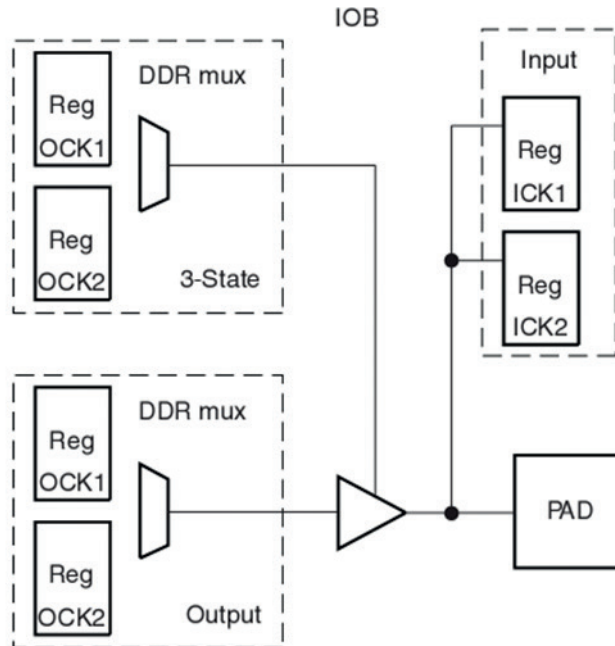 IOB
Reg
OCK1
DDR mux
Reg
OCK2
3-State
Input
Reg
ICK1
Reg
ICK2
Reg
OCK1
DDR mux
Reg
OCK2
Output
PAD